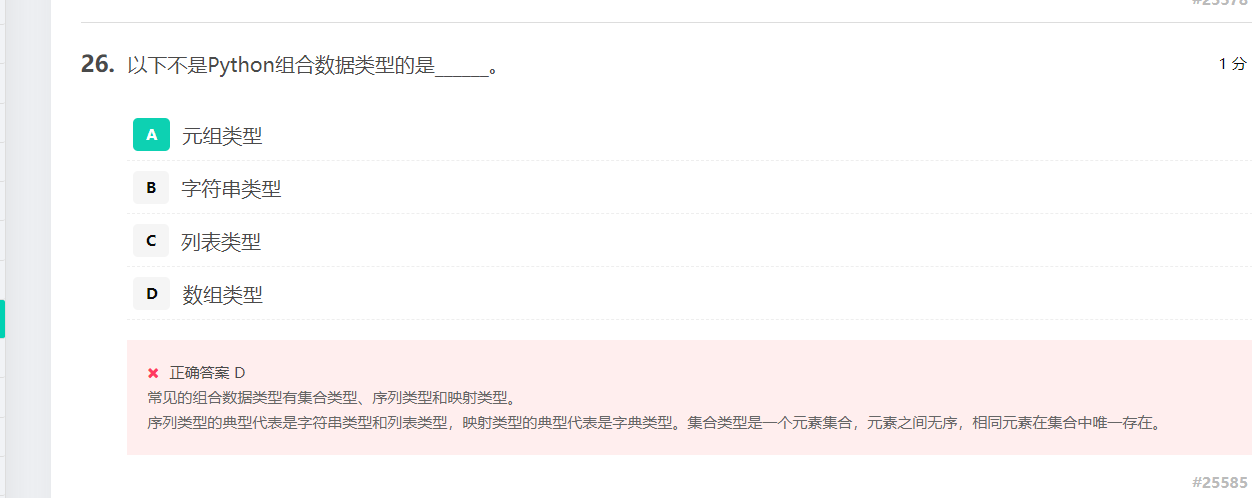 #25578
26. 以下不是Python组合数据类型的是______。
1 分
A 元组类型
B 字符串类型
C 列表类型
D 数组类型
正确答案 D
常见的组合数据类型有集合类型、序列类型和映射类型。
序列类型的典型代表是字符串类型和列表类型，映射类型的典型代表是字典类型。集合类型是一个元素集合，元素之间无序，相同元素在集合中唯一存在。
#25585